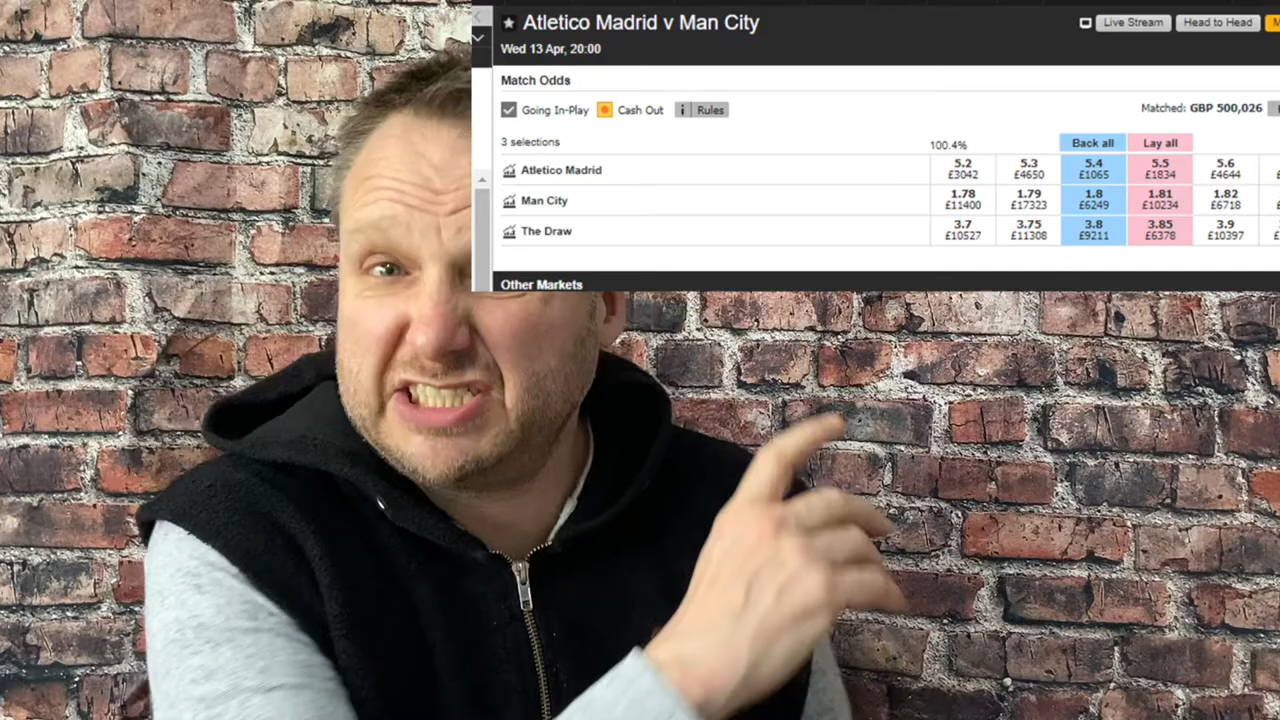 Atletico Madrid v Man City
Live Stream Head to Head
Wed 13 Apr, 20:00
Match Odds
Going In-Play Cash Out i Rules
Matched: GBP 500,026
3 selections 100.4% Back all Lay all
Atletico Madrid 5.2 5.3 5.4 5.5 5.6
£3042 £4650 £1065 £1834 £4644
Man City 1.78 1.79 1.8 1.81 1.82
£11400 £17323 £6249 £10234 £6718
The Draw 3.7 3.75 3.8 3.85 3.9
£10527 £11308 £9211 £6378 £10397
Other Markets